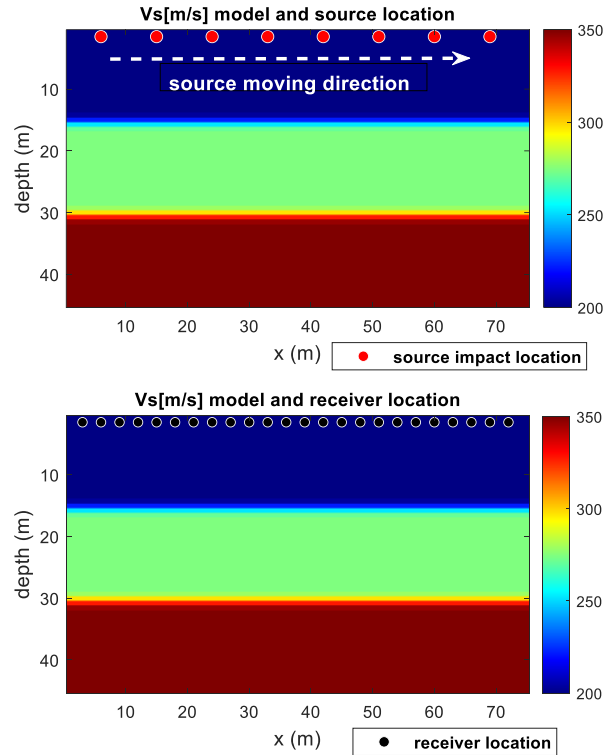 Vs[m/s] model and source location
source moving direction
depth (m)
10
20
30
40
10 20 30 40 50 60 70
x (m)
350
300
250
200
source impact location
Vs[m/s] model and receiver location
depth (m)
10
20
30
40
10 20 30 40 50 60 70
x (m)
350
300
250
200
receiver location